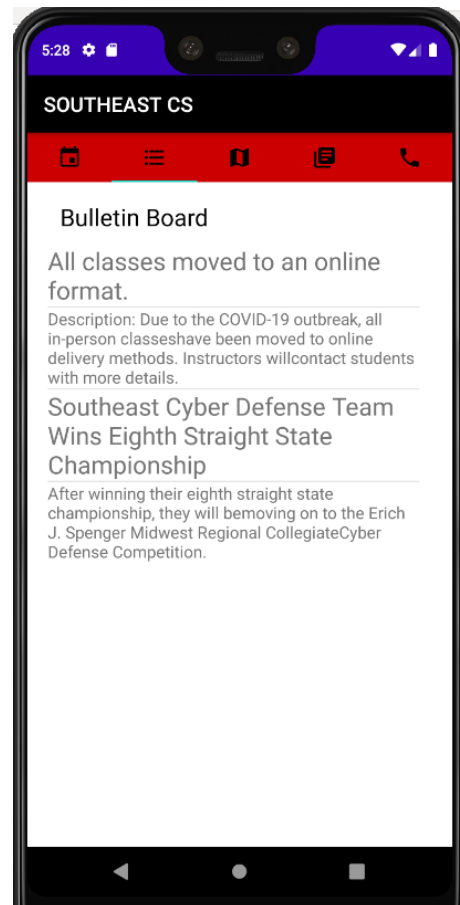 5:28
SOUTHEAST CS
Bulletin Board
All classes moved to an online
format.
Description: Due to the COVID-19 outbreak, all
in-person classeshave been moved to online
delivery methods. Instructors willcontact students
with more details.
Southeast Cyber Defense Team
Wins Eighth Straight State
Championship
After winning their eighth straight state
championship, they will bemoving on to the Erich
J. Spenger Midwest Regional CollegiateCyber
Defense Competition.